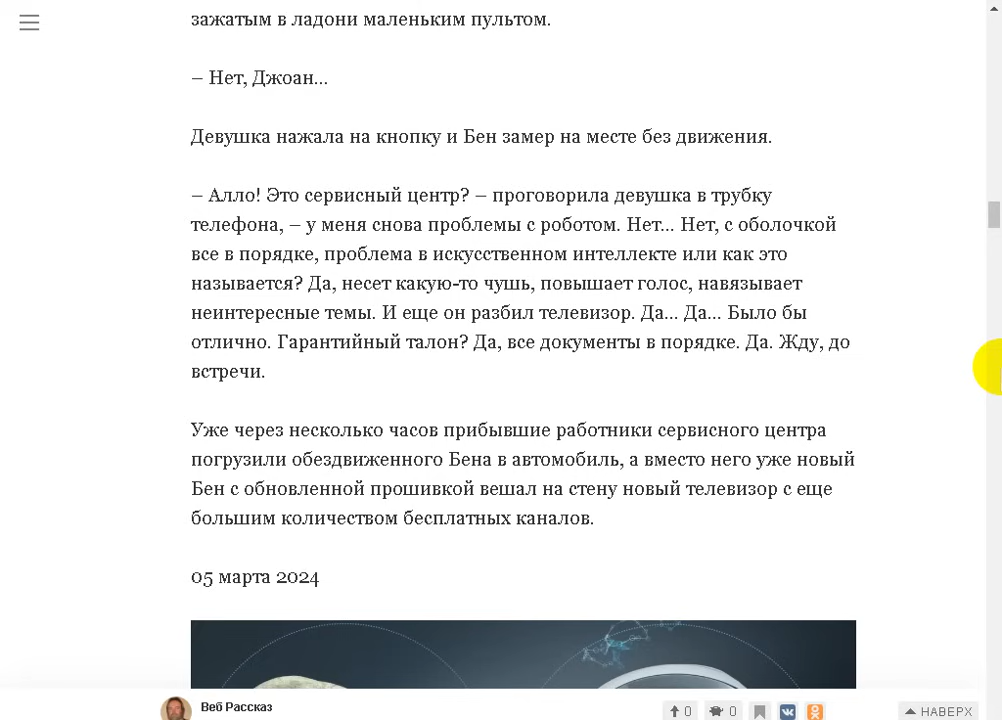 зажатым в ладони маленьким пультом.
– Нет, Джоан...
Девушка нажала на кнопку и Бен замер на месте без движения.
– Алло! Это сервисный центр? – проговорила девушка в трубку
телефона, – у меня снова проблемы с роботом. Нет... Нет, с оболочкой
все в порядке, проблема в искусственном интеллекте или как это
называется? Да, несет какую-то чушь, повышает голос, навязывает
неинтересные темы. И еще он разбил телевизор. Да... Да... Было бы
отлично. Гарантийный талон? Да, все документы в порядке. Да. Жду, до
встречи.
Уже через несколько часов прибывшие работники сервисного центра
погрузили обездвиженного Бена в автомобиль, а вместо него уже новый
Бен с обновленной прошивкой вешал на стену новый телевизор с еще
большим количеством бесплатных каналов.
05 марта 2024
Веб Рассказ
0
0
НАВЕРХ